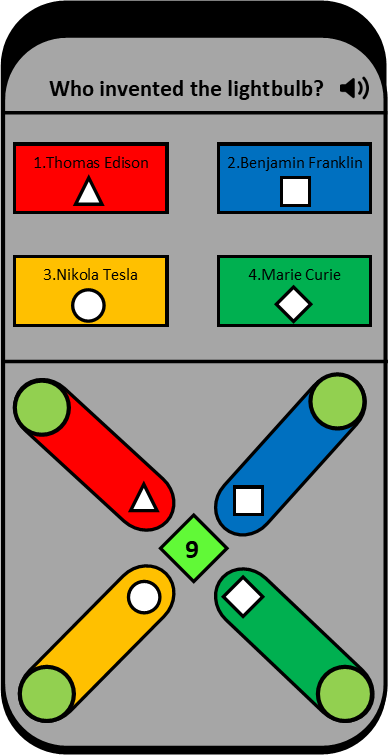 Who invented the lightbulb?
1.Thomas Edison
2.Benjamin Franklin
3.Nikola Tesla
4.Marie Curie
9